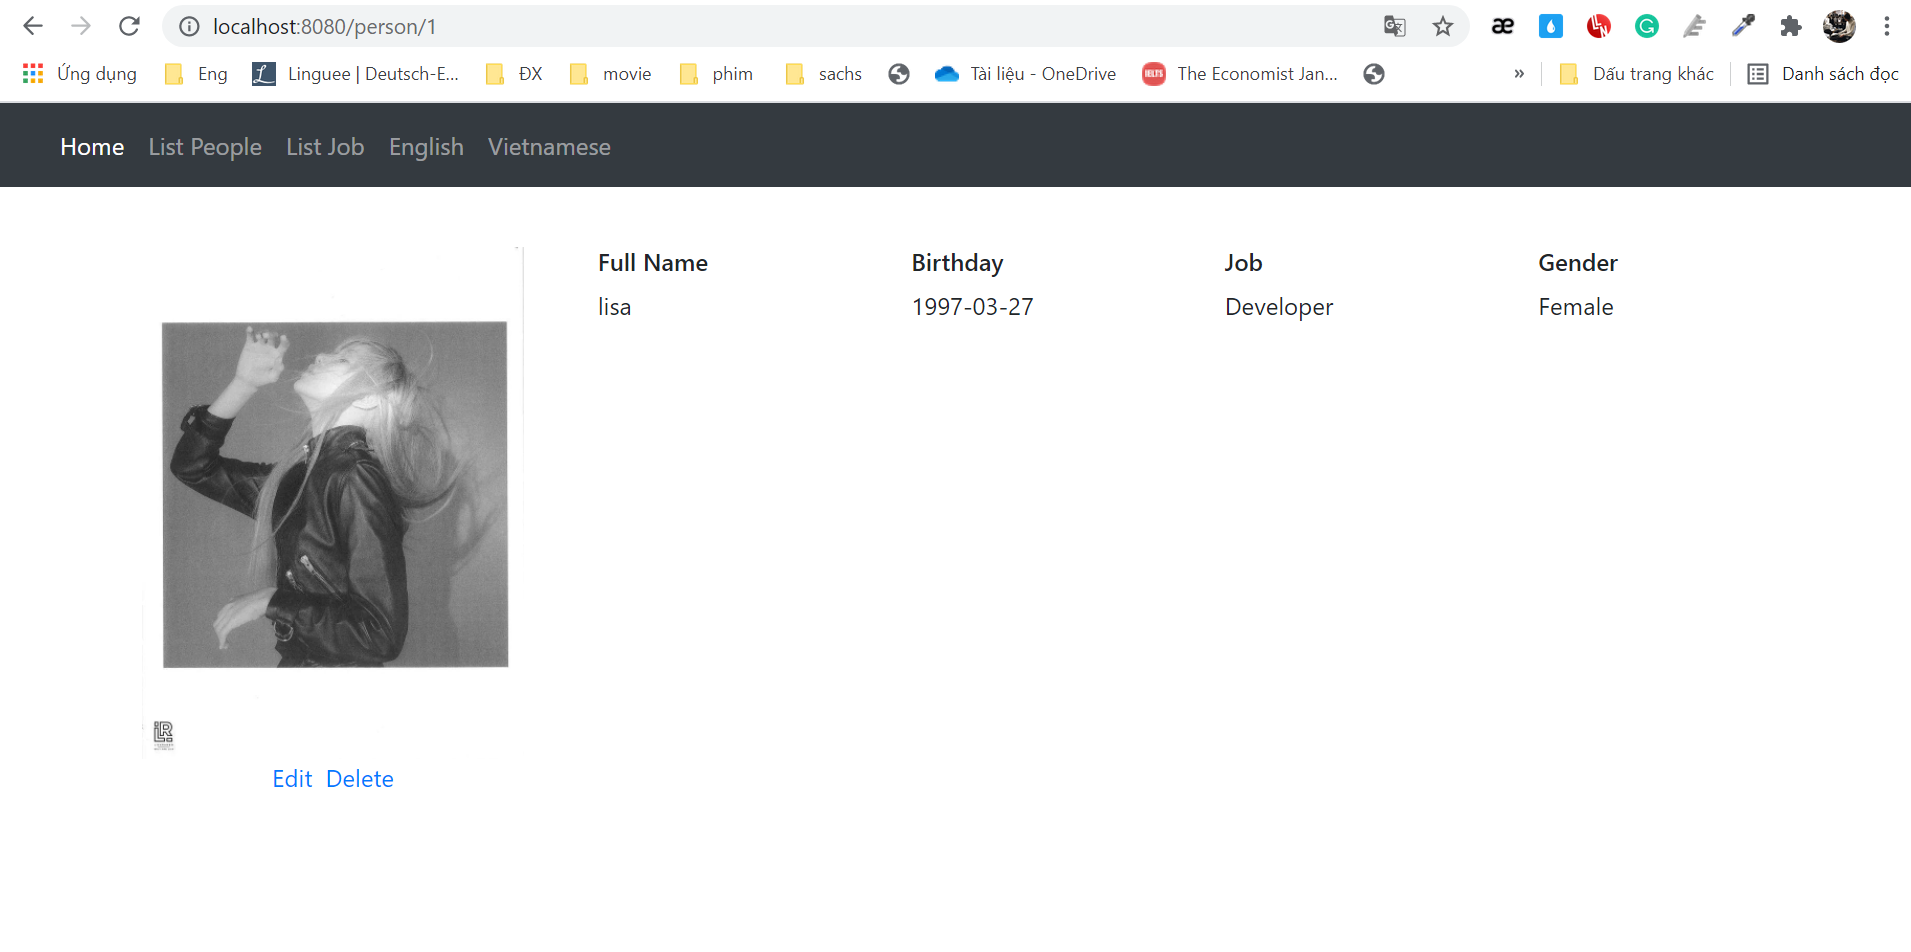 localhost:8080/person/1
Ứng dụng Eng Linguee | Deutsch-E... ĐX movie phim sachs Tài liệu - OneDrive IELTS The Economist Jan... » Dấu trang khác Danh sách đọc
Home List People List Job English Vietnamese
Full Name Birthday Job Gender
lisa 1997-03-27 Developer Female
Edit Delete